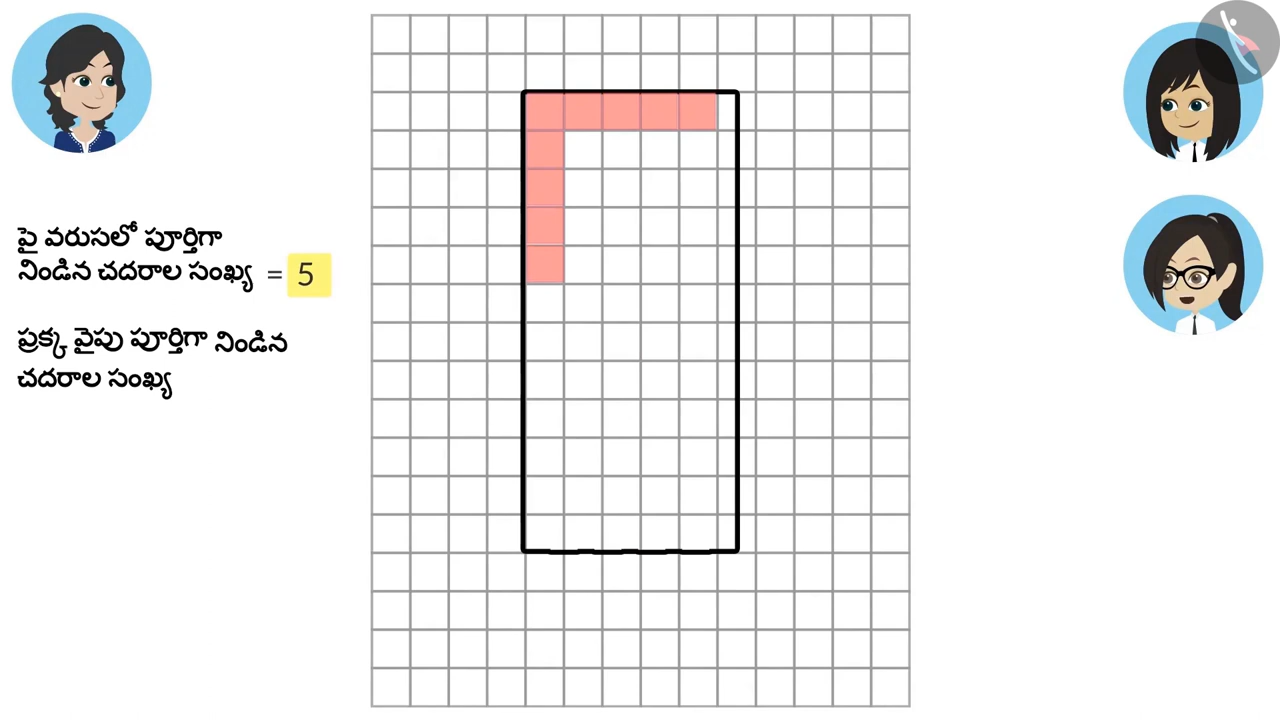 పై వరుసలో పూర్తిగా
నిండిన చదరాల సంఖ్య = 5
ప్రక్క వైపు పూర్తిగా నిండిన
చదరాల సంఖ్య